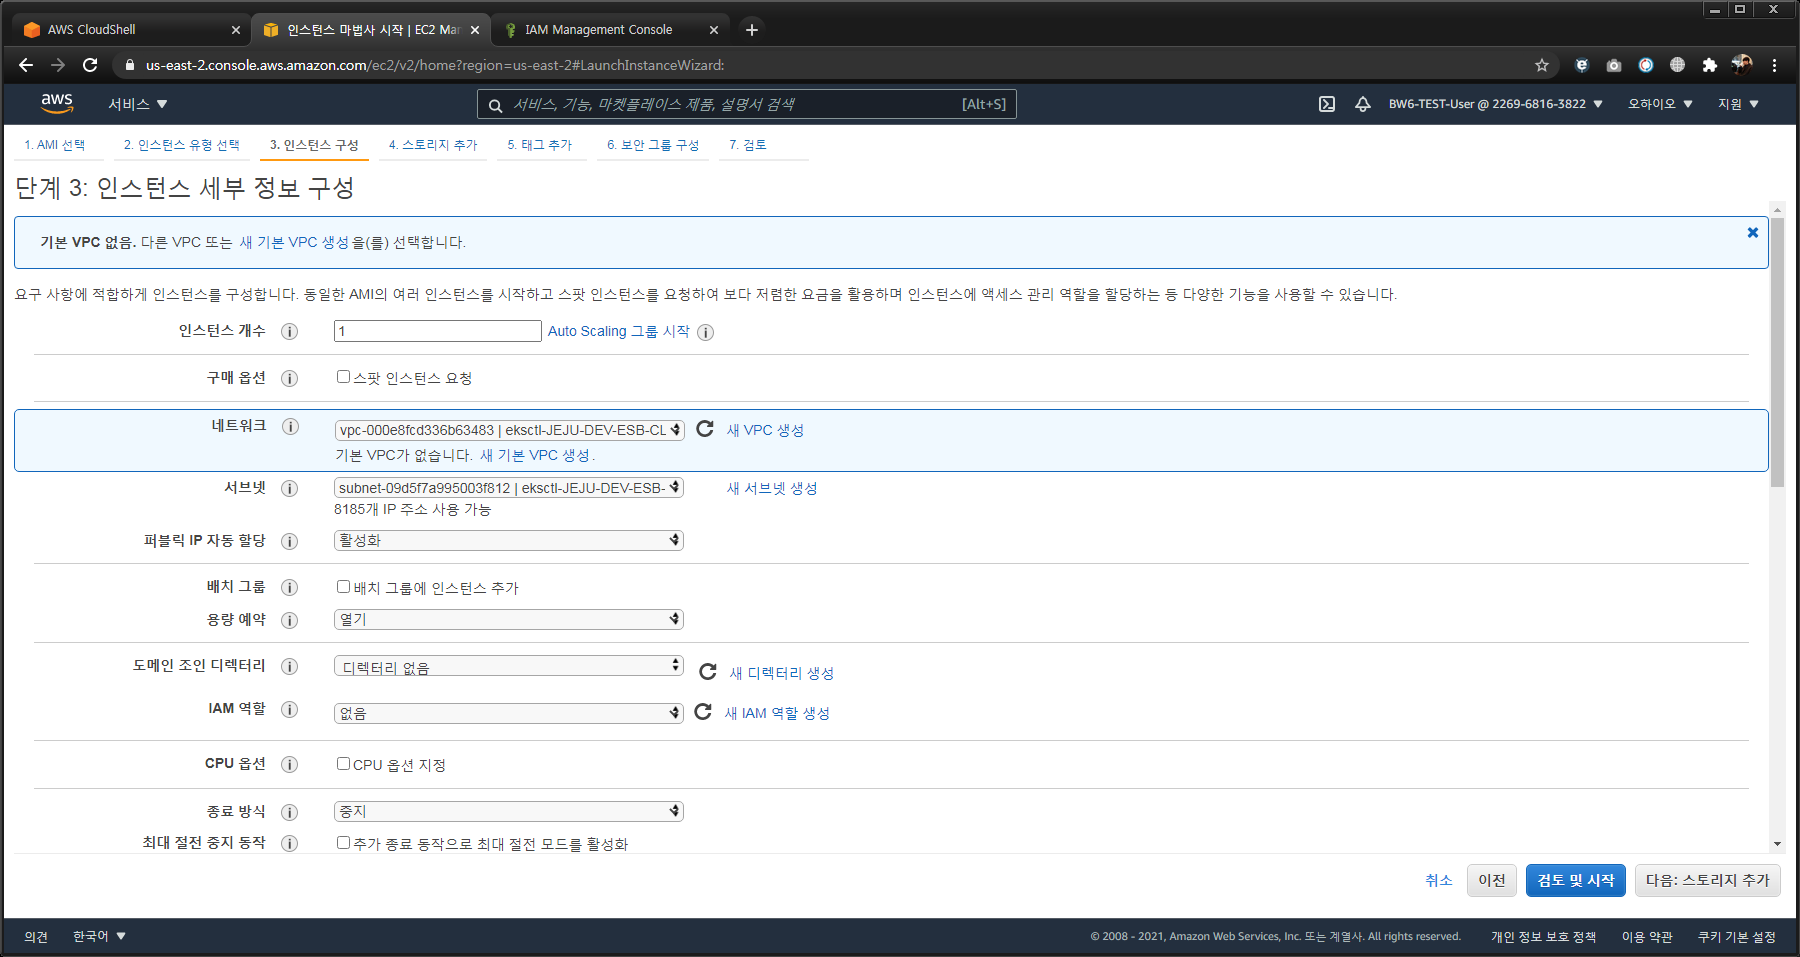 AWS CloudShell
인스턴스 마법사 시작 | EC2 Mar
IAM Management Console
us-east-2.console.aws.amazon.com/ec2/v2/home?region=us-east-2#LaunchInstanceWizard:
aws 서비스 ▼
서비스, 기능, 마켓플레이스 제품, 설명서 검색 [Alt+S]
BW6-TEST-User @ 2269-6816-3822 ▼ 오하이오 ▼ 지원 ▼
1. AMI 선택 2. 인스턴스 유형 선택 3. 인스턴스 구성 4. 스토리지 추가 5. 태그 추가 6. 보안 그룹 구성 7. 검토
단계 3: 인스턴스 세부 정보 구성
기본 VPC 없음. 다른 VPC 또는 새 기본 VPC 생성을(를) 선택합니다.
요구 사항에 적합하게 인스턴스를 구성합니다. 동일한 AMI의 여러 인스턴스를 시작하고 스팟 인스턴스를 요청하여 보다 저렴한 요금을 활용하며 인스턴스에 액세스 관리 역할을 할당하는 등 다양한 기능을 사용할 수 있습니다.
인스턴스 개수 1 Auto Scaling 그룹 시작
구매 옵션 스팟 인스턴스 요청
네트워크 vpc-000e8fcd336b63483 | eksctl-JEJU-DEV-ESB-CL 새 VPC 생성
기본 VPC가 없습니다. 새 기본 VPC 생성.
서브넷 subnet-09d5f7a995003f812 | eksctl-JEJU-DEV-ESB- 새 서브넷 생성
8185개 IP 주소 사용 가능
퍼블릭 IP 자동 할당 활성화
배치 그룹 배치 그룹에 인스턴스 추가
용량 예약 열기
도메인 조인 디렉터리 디렉터리 없음 새 디렉터리 생성
IAM 역할 없음 새 IAM 역할 생성
CPU 옵션 CPU 옵션 지정
종료 방식 중지
최대 절전 중지 동작 추가 종료 동작으로 최대 절전 모드를 활성화
취소 이전 검토 및 시작 다음: 스토리지 추가
의견 한국어 ▼ © 2008 - 2021, Amazon Web Services, Inc. 또는 계열사. All rights reserved. 개인 정보 보호 정책 이용 약관 쿠키 기본 설정